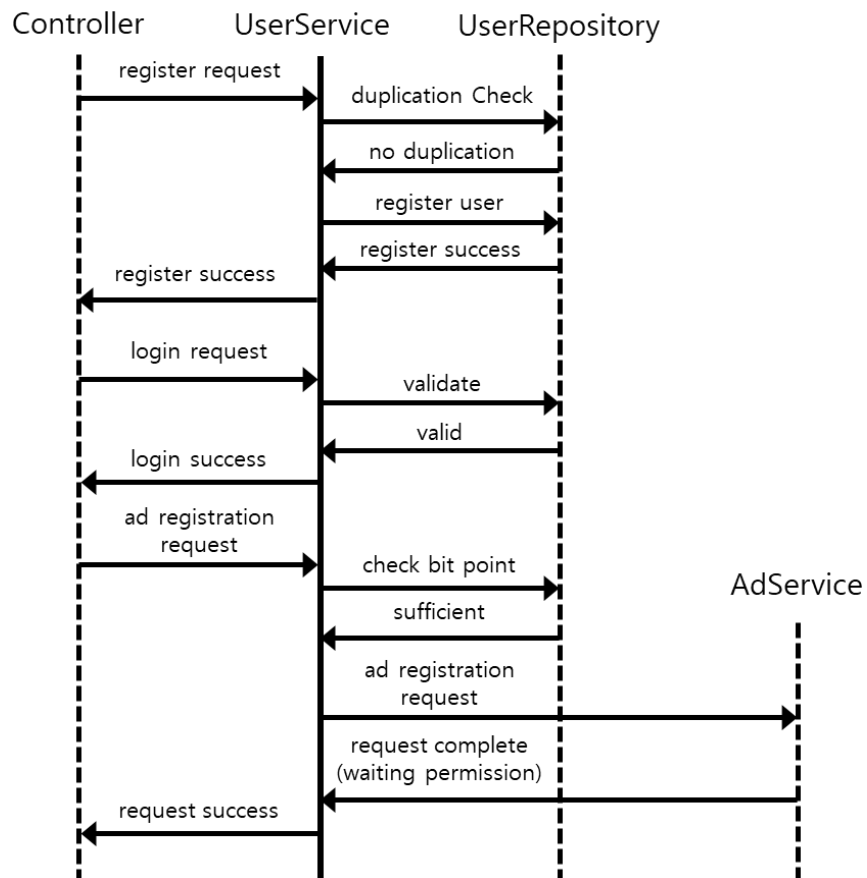 Controller
UserService
UserRepository
register request
duplication Check
no duplication
register user
register success
register success
login request
validate
valid
login success
ad registration
request
check bit point
AdService
sufficient
ad registration
request
request complete
(waiting permission)
request success